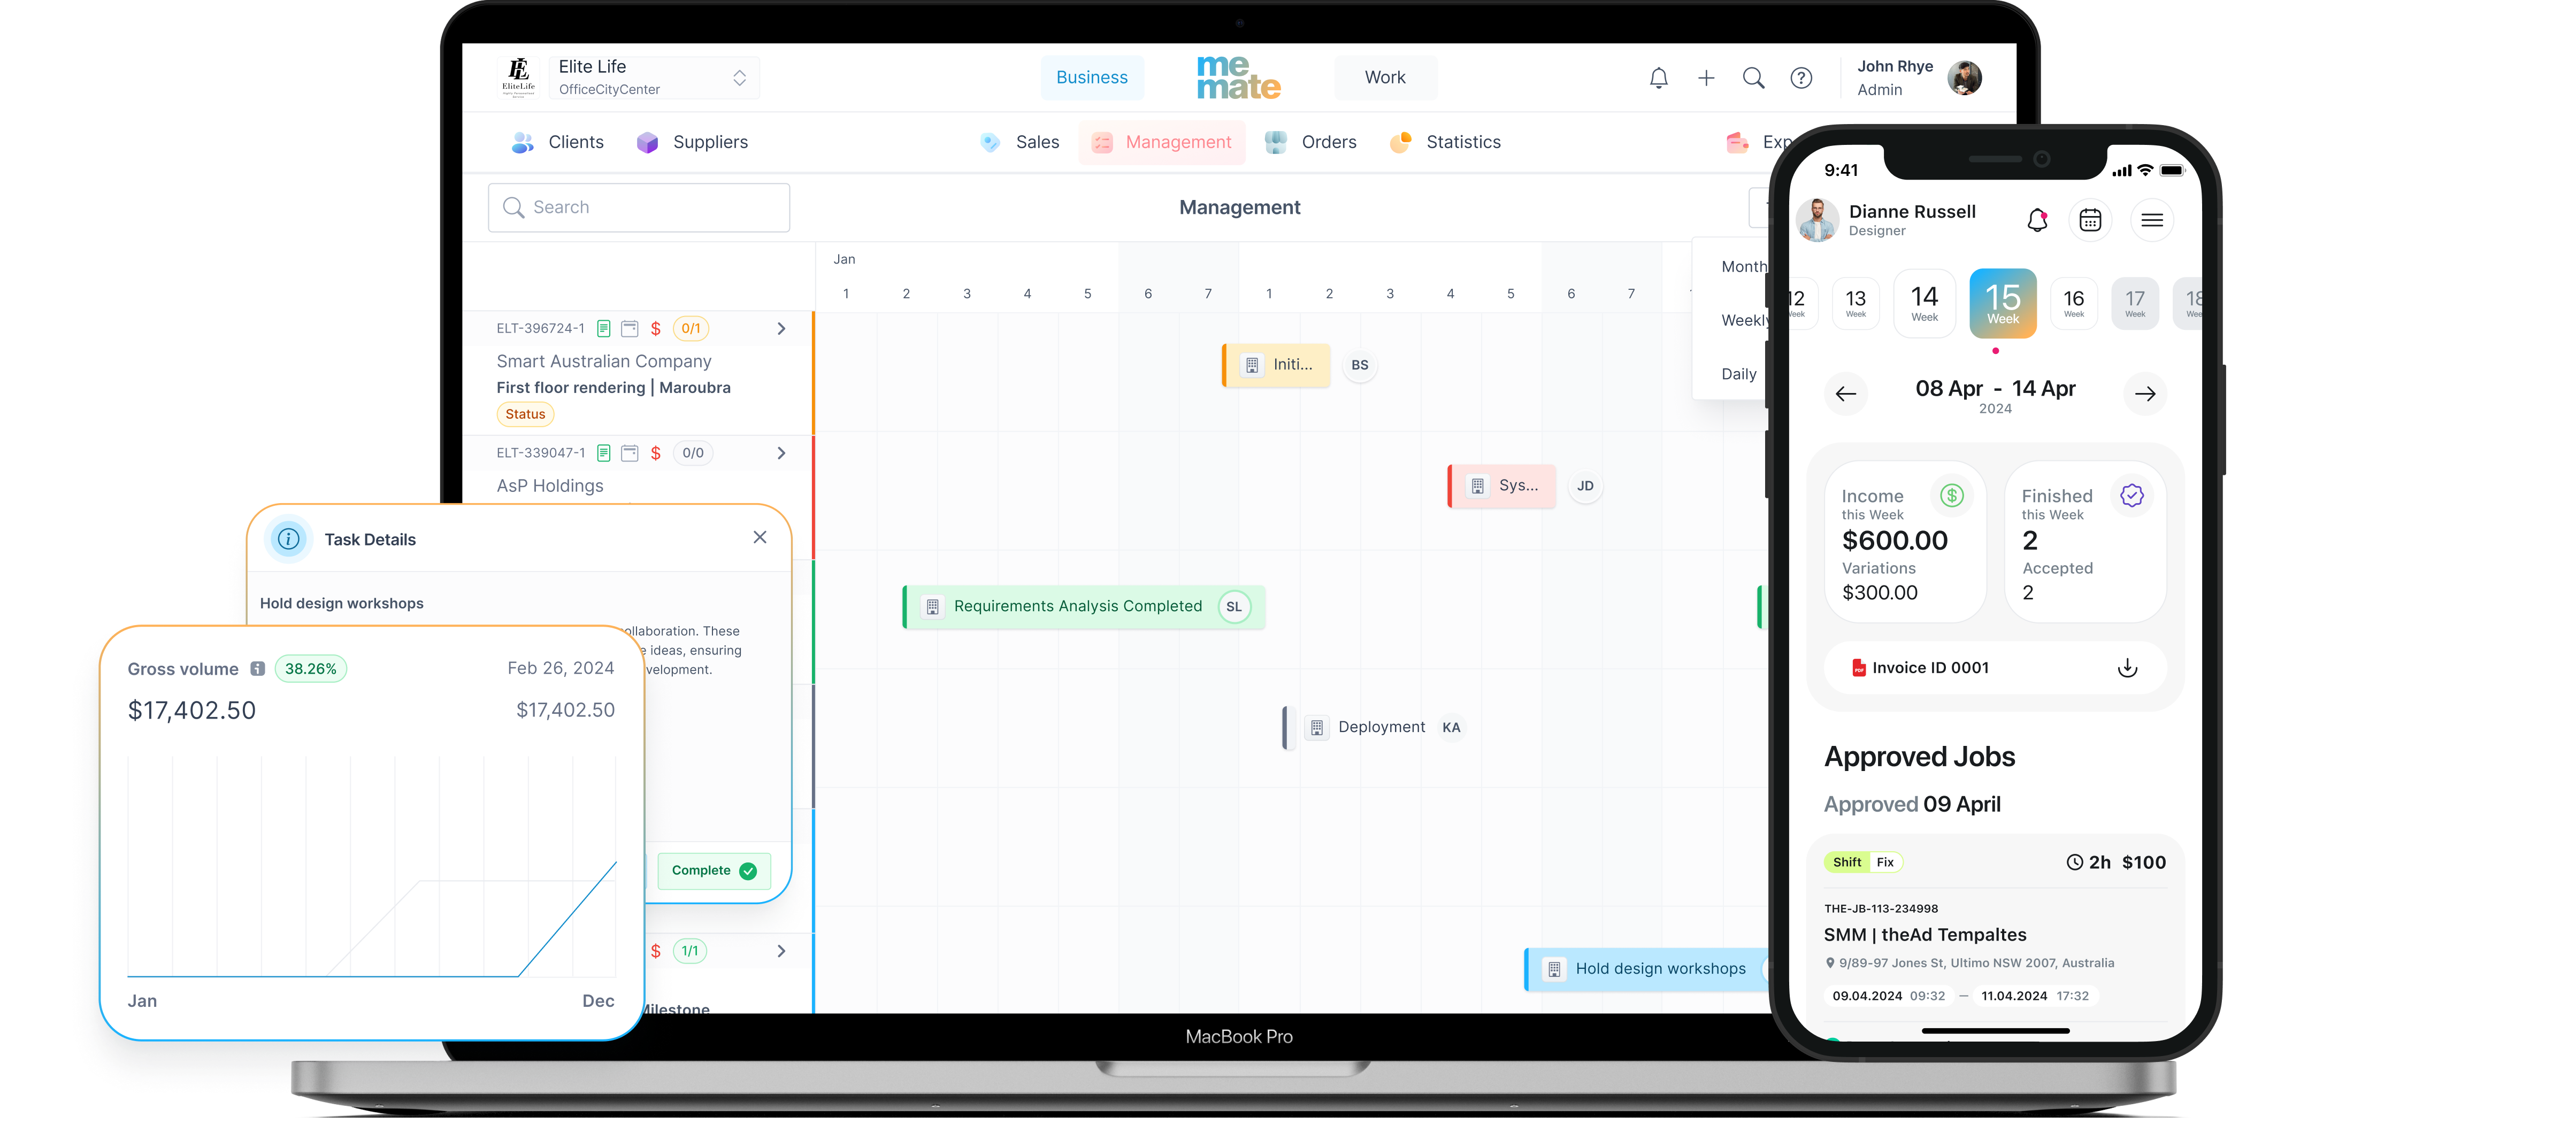 Elite Life
OfficeCityCenter
EliteLife
Business
me
mate
Work
John Rhye
Admin
Clients
Suppliers
Sales
Management
Orders
Statistics
Exp
Search
Management
Month
Weekly
Daily
Jan
1 2 3 4 5 6 7 1 2 3 4 5 6 7
ELT-396724-1 $ 0/1
Smart Australian Company
First floor rendering | Maroubra
Status
Initi... BS
ELT-339047-1 $ 0/0
AsP Holdings
Sys... JD
Requirements Analysis Completed SL
Deployment KA
Hold design workshops
$ 1/1
Milestone
Task Details
Hold design workshops
ollaboration. These
e ideas, ensuring
velopment.
Complete
Gross volume 38.26% Feb 26, 2024
$17,402.50 $17,402.50
Jan Dec
MacBook Pro
9:41
Dianne Russell
Designer
12 13 14 15 16 17 18
Week Week Week Week Week Week
08 Apr - 14 Apr
2024
Income
this Week
$600.00
Variations
$300.00
Finished
this Week
2
Accepted
2
PDF Invoice ID 0001
Approved Jobs
Approved 09 April
Shift Fix 2h $100
THE-JB-113-234998
SMM | theAd Tempaltes
9/89-97 Jones St, Ultimo NSW 2007, Australia
09.04.2024 09:32 — 11.04.2024 17:32